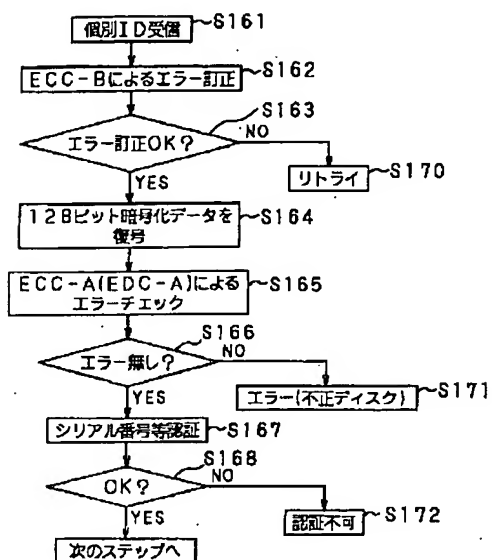 個別ID受信
S161
ECC-Bによるエラー訂正
S162
エラー訂正OK?
S163
NO
リトライ
S170
YES
128ビット暗号化データを
復号
S164
ECC-A(EDC-A)による
エラーチェック
S165
エラー無し?
S166
NO
エラー(不正ディスク)
S171
YES
シリアル番号等認証
S167
OK?
S168
NO
認証不可
S172
YES
次のステップへ